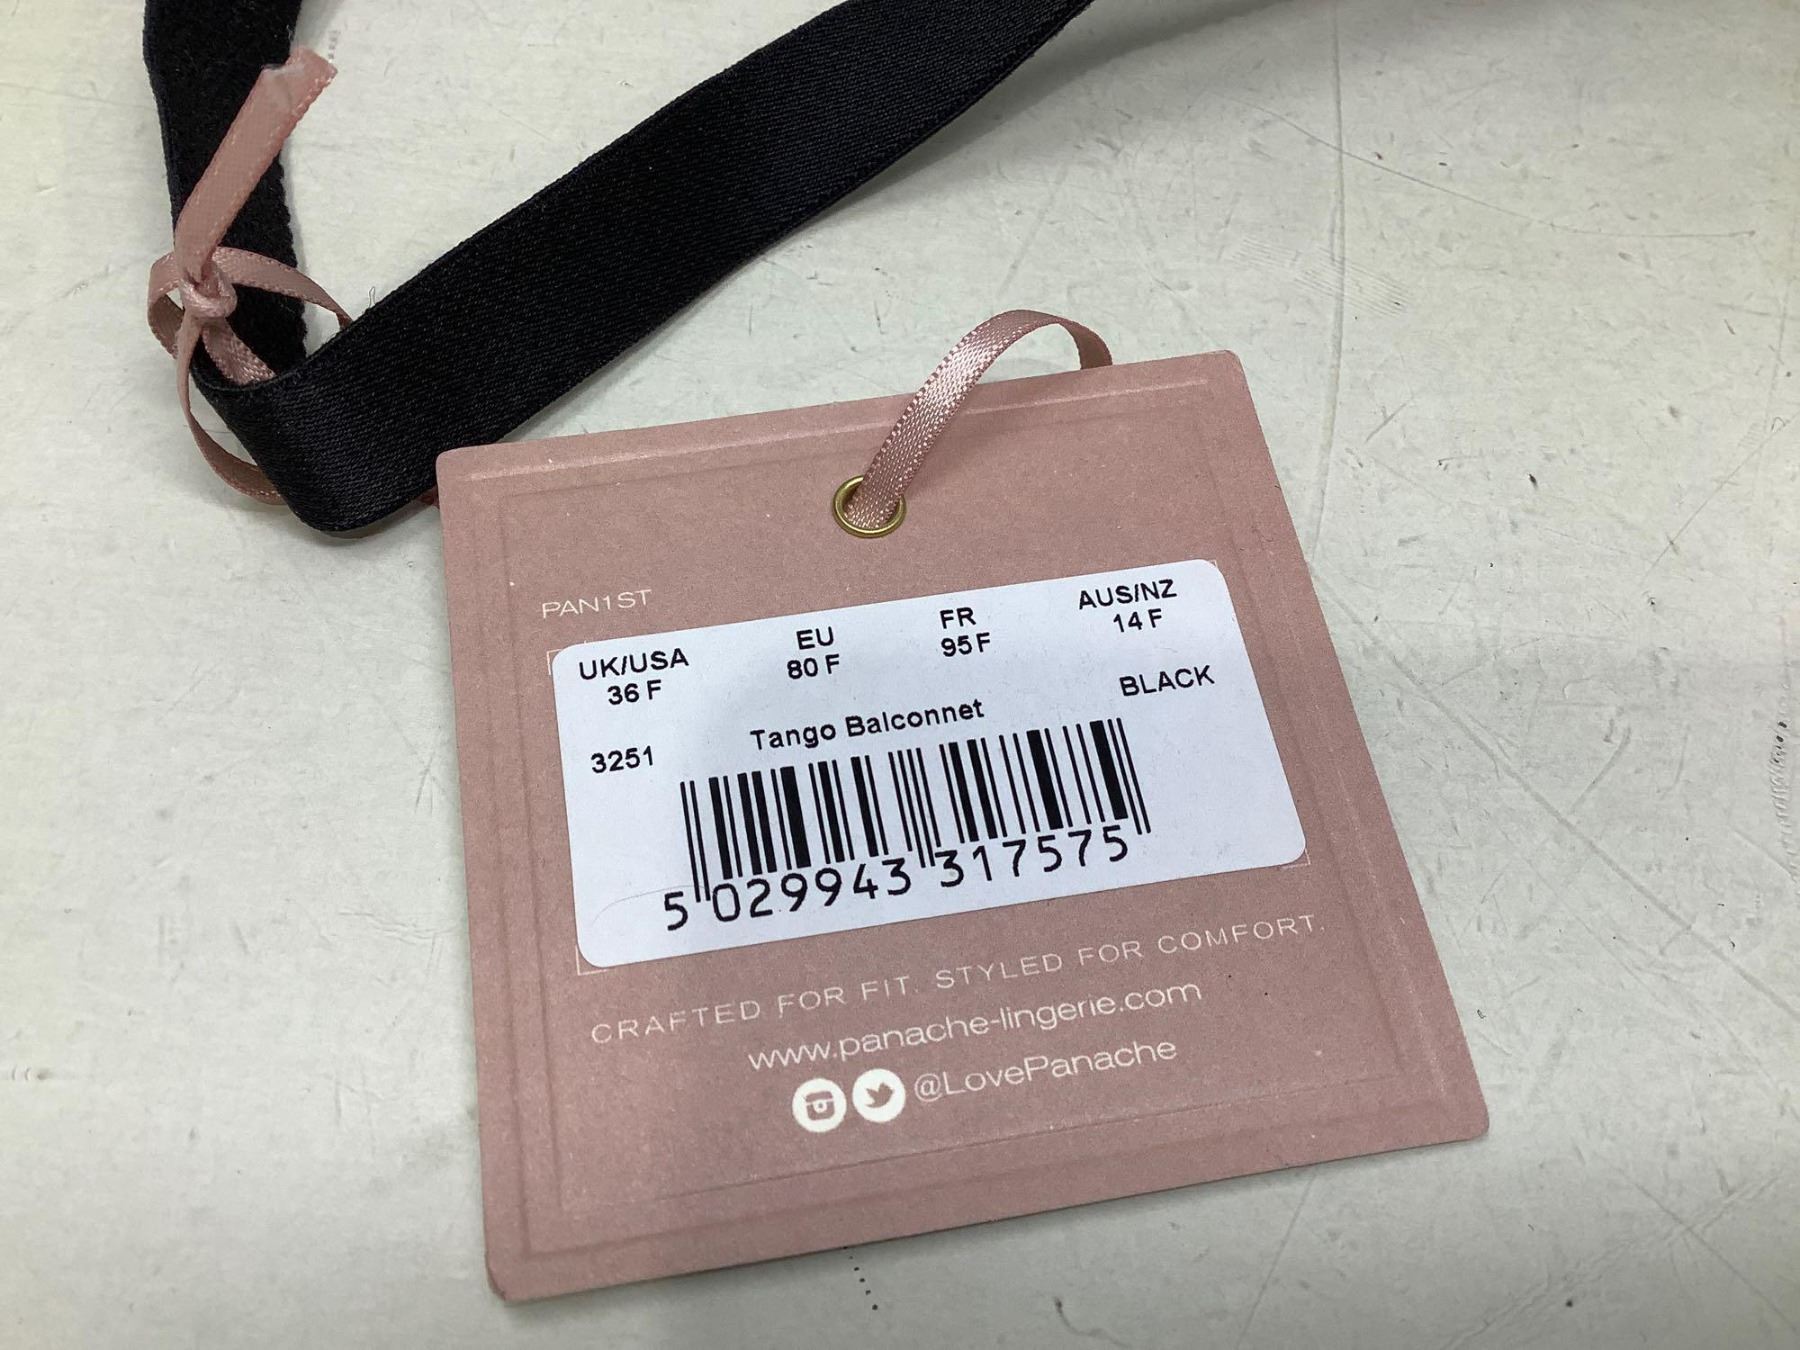 PAN1ST
UK/USA EU FR AUS/NZ
36 F 80 F 95 F 14 F
BLACK
3251 Tango Balconnet
5 029943 317575
CRAFTED FOR FIT. STYLED FOR COMFORT.
www.panache-lingerie.com
@LovePanache